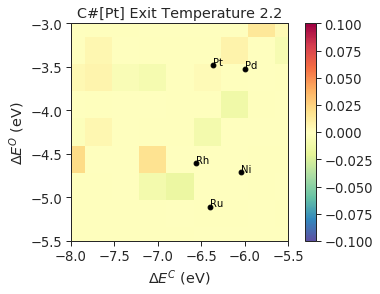 C#[Pt] Exit Temperature 2.2
−3.0
−3.5
−4.0
−4.5
−5.0
−5.5
ΔE^O (eV)
Pt
Pd
Rh
Ni
Ru
−8.0 −7.5 −7.0 −6.5 −6.0 −5.5
ΔE^C (eV)
0.100
0.075
0.050
0.025
0.000
−0.025
−0.050
−0.075
−0.100